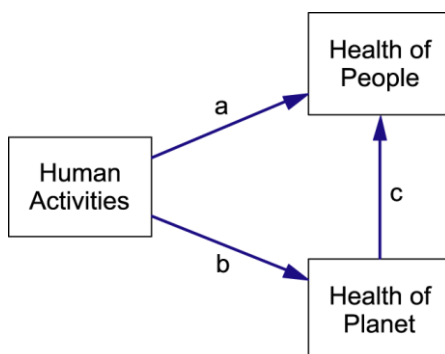 Health of
People
a
Human
Activities
c
b
Health of
Planet